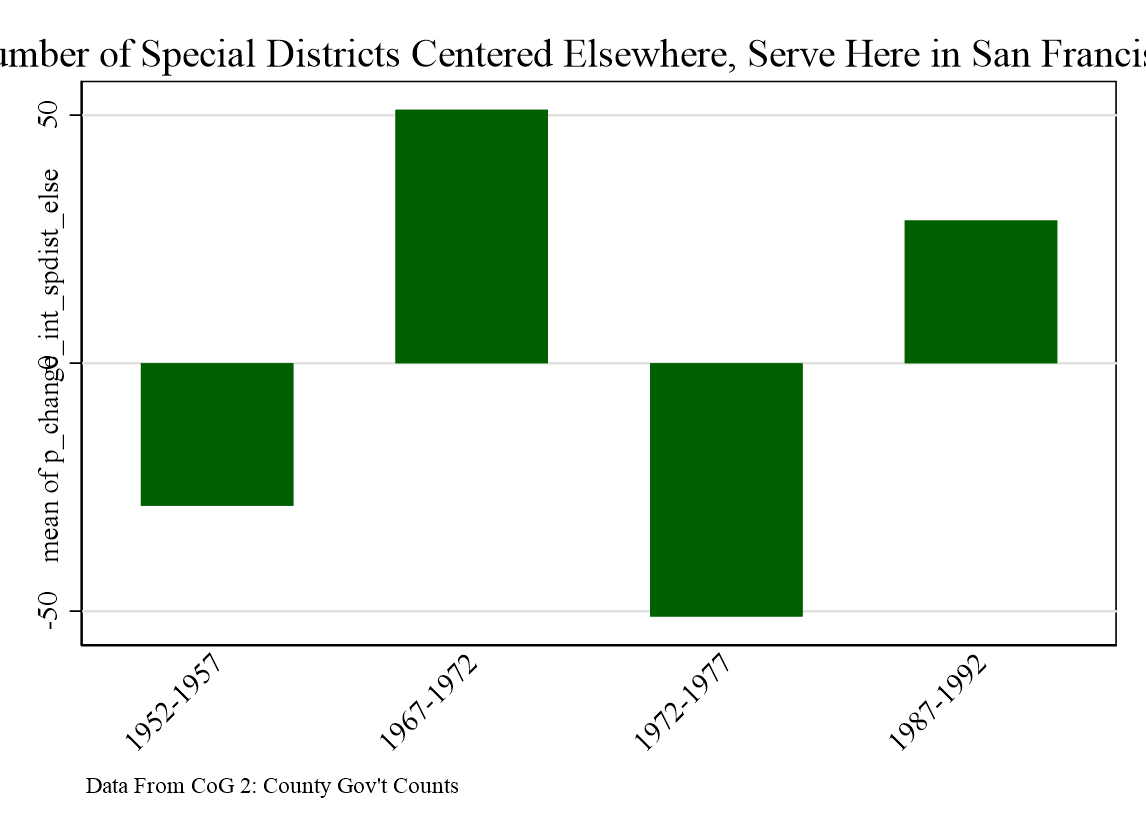 umber of Special Districts Centered Elsewhere, Serve Here in San Francis
50
0
-50
mean of p_change_int_spdist_else
1952-1957
1967-1972
1972-1977
1987-1992
Data From CoG 2: County Gov't Counts